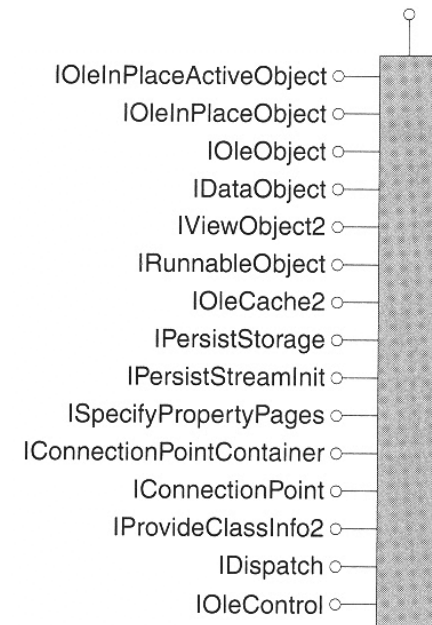 IOleInPlaceActiveObject
IOleInPlaceObject
IOleObject
IDataObject
IViewObject2
IRunnableObject
IOleCache2
IPersistStorage
IPersistStreamInit
ISpecifyPropertyPages
IConnectionPointContainer
IConnectionPoint
IProvideClassInfo2
IDispatch
IOleControl